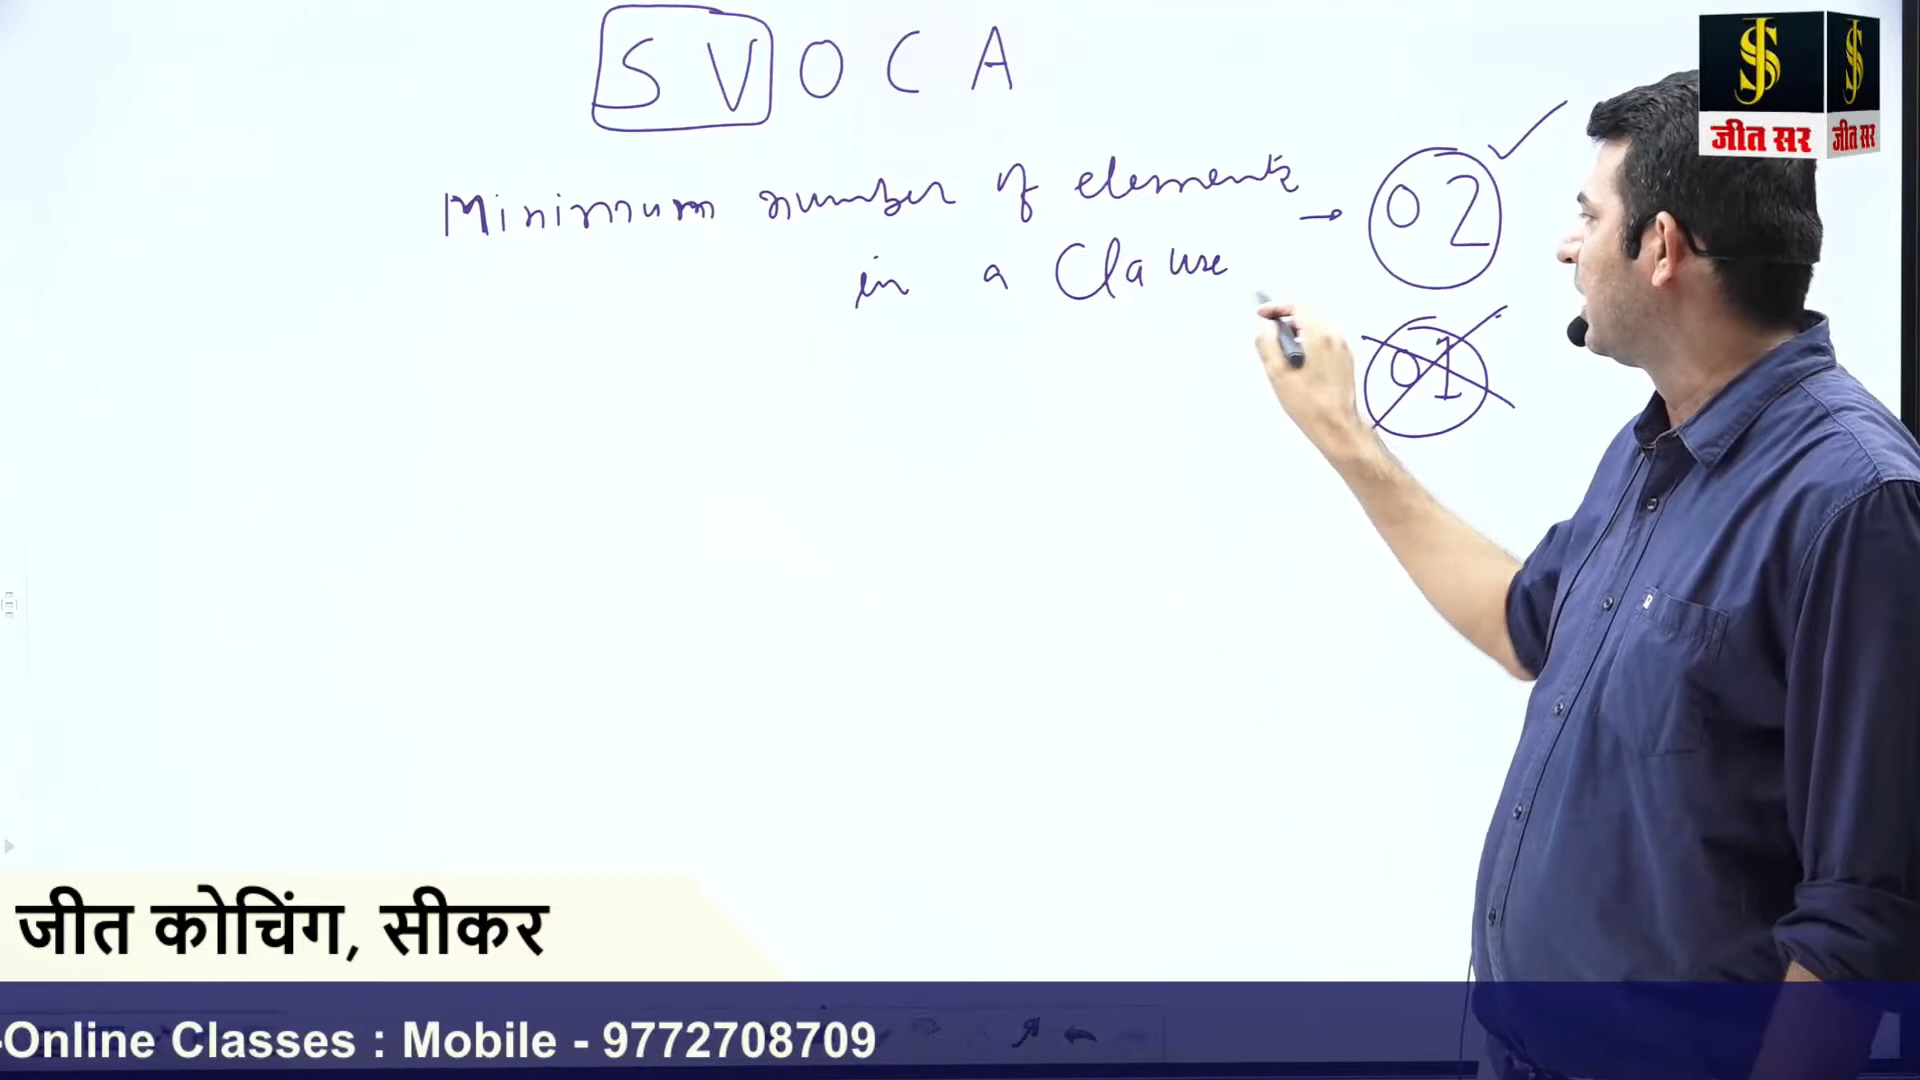 S V O C A
Minimum number of elements → 02
in a Clause
01
जीत सर
जीत सर
जीत कोचिंग, सीकर
-Online Classes : Mobile - 9772708709